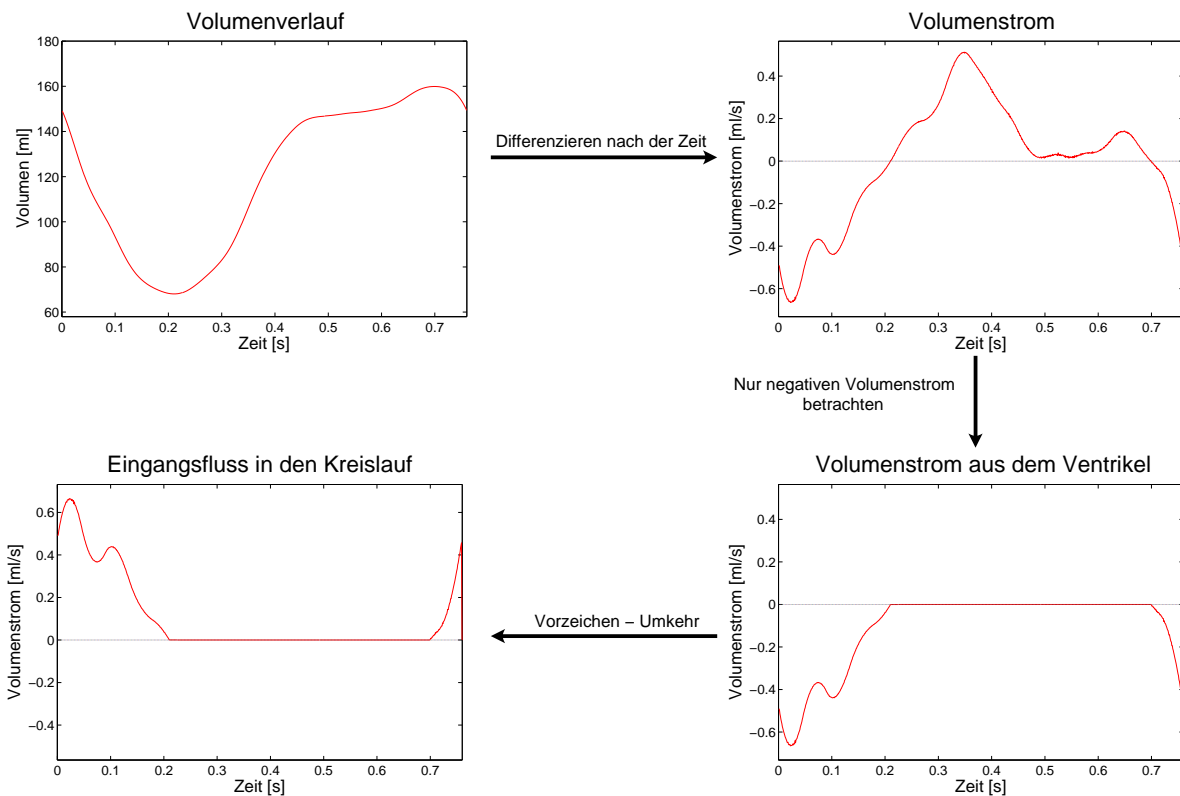 Volumenverlauf
180
160
140
120
100
80
60
Volumen [ml]
0 0.1 0.2 0.3 0.4 0.5 0.6 0.7
Zeit [s]
Differenzieren nach der Zeit
Volumenstrom
0.4
0.2
0
−0.2
−0.4
−0.6
Volumenstrom [ml/s]
0 0.1 0.2 0.3 0.4 0.5 0.6 0.7
Zeit [s]
Nur negativen Volumenstrom
betrachten
Eingangsfluss in den Kreislauf
0.6
0.4
0.2
0
−0.2
−0.4
Volumenstrom [ml/s]
0 0.1 0.2 0.3 0.4 0.5 0.6 0.7
Zeit [s]
Vorzeichen − Umkehr
Volumenstrom aus dem Ventrikel
0.4
0.2
0
−0.2
−0.4
−0.6
Volumenstrom [ml/s]
0 0.1 0.2 0.3 0.4 0.5 0.6 0.7
Zeit [s]